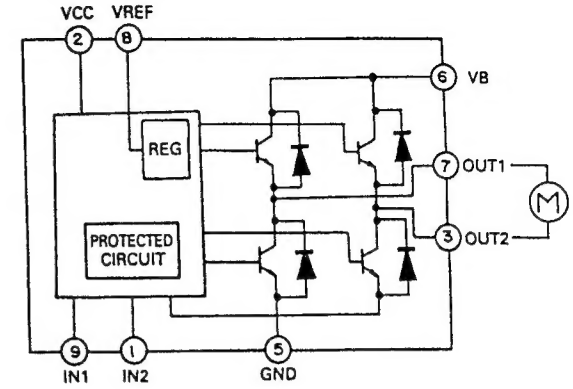 VCC VREF
2 8
6 VB
REG
7 OUT1
M
PROTECTED
CIRCUIT
3 OUT2
9 1 5
IN1 IN2 GND